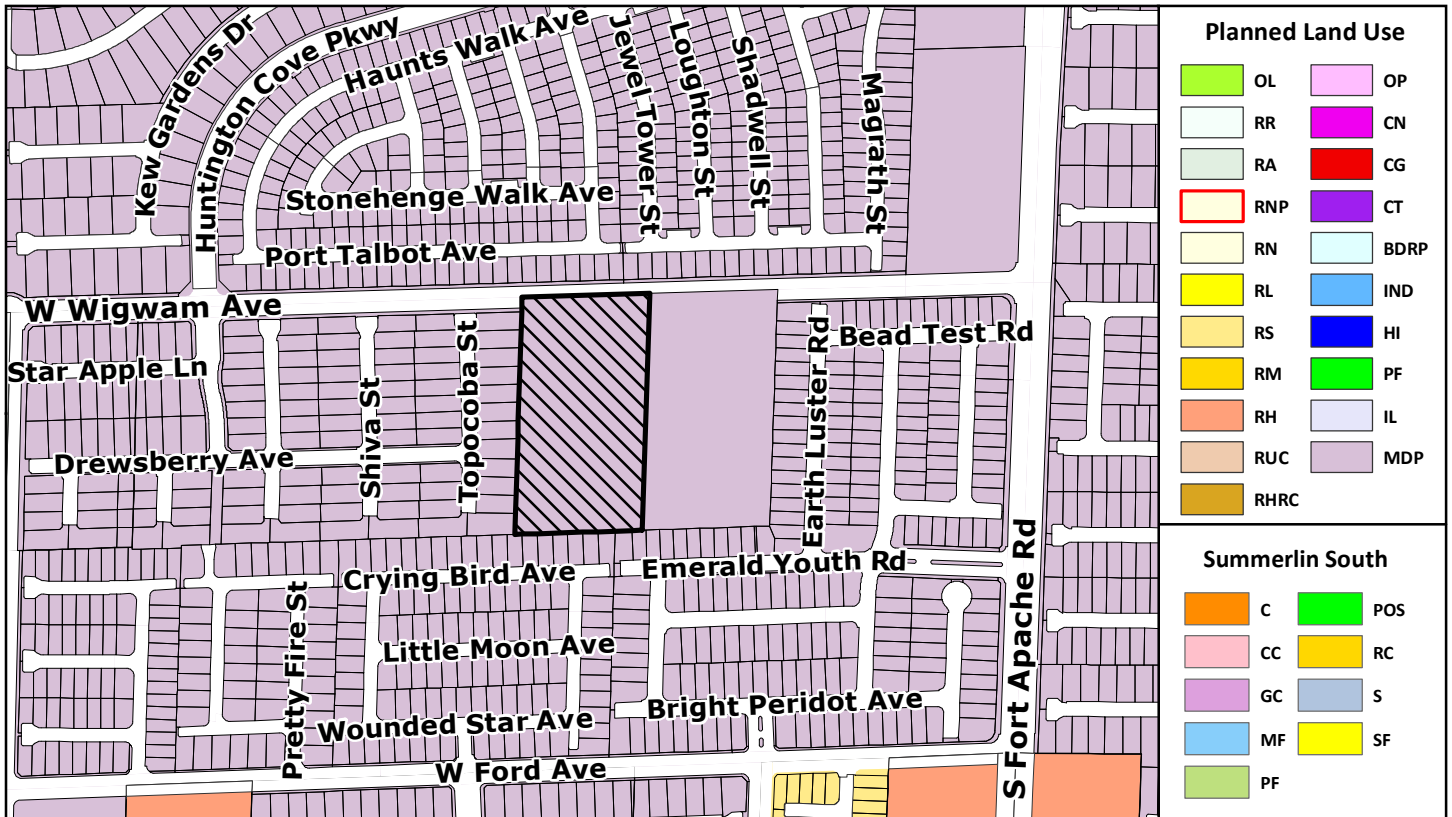 Kew Gardens Dr
Huntington Cove Pkwy
Haunts Walk Ave
Jewel Tower St
Loughton St
Shadwell St
Magrath St
Stonehenge Walk Ave
Port Talbot Ave
W Wigwam Ave
Star Apple Ln
Shiva St
Topocoba St
Drewsberry Ave
Earth Luster Rd
Bead Test Rd
Crying Bird Ave
Emerald Youth Rd
Pretty Fire St
Little Moon Ave
Wounded Star Ave
Bright Peridot Ave
W Ford Ave
S Fort Apache Rd
Planned Land Use
OL
OP
RR
CN
RA
CG
RNP
CT
RN
BDRP
RL
IND
RS
HI
RM
PF
RH
IL
RUC
MDP
RHRC
Summerlin South
C
POS
CC
RC
GC
S
MF
SF
PF